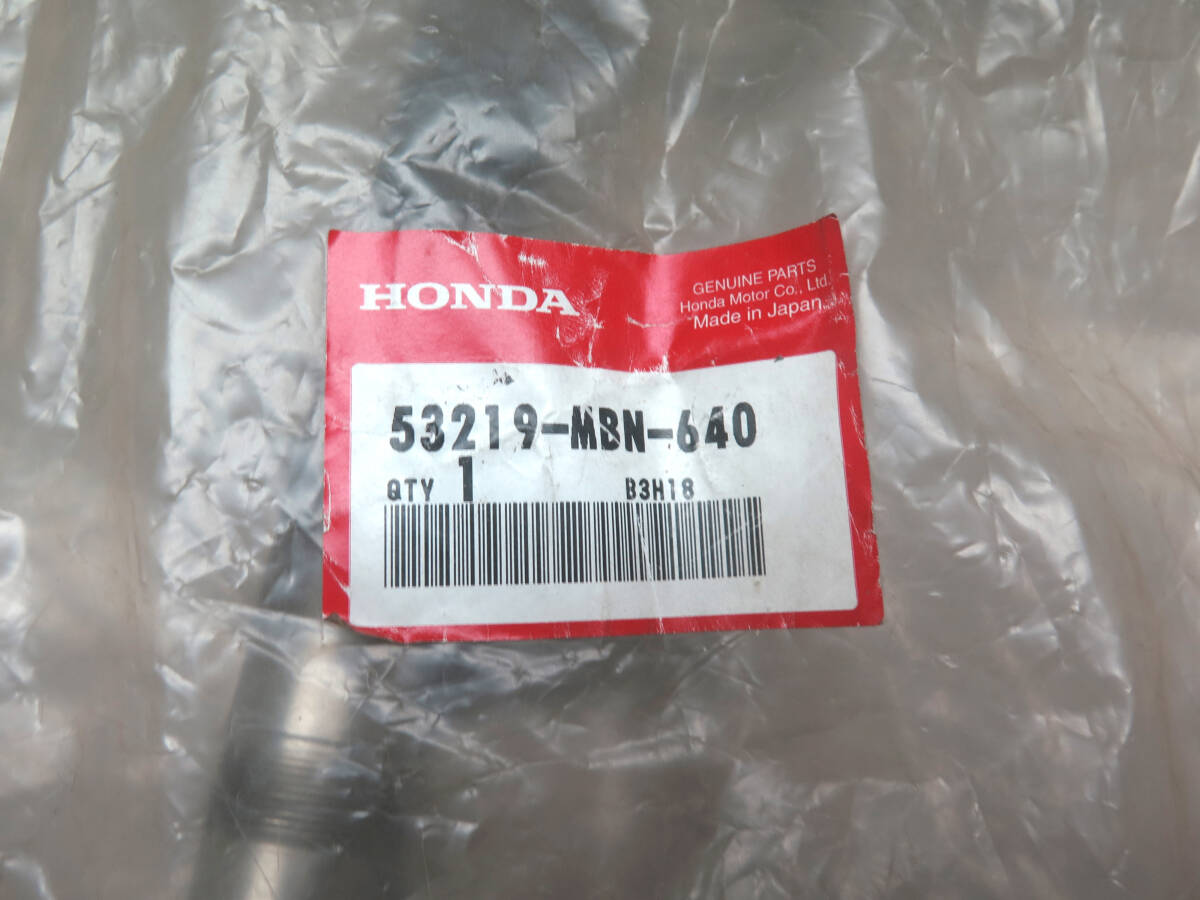 HONDA
GENUINE PARTS
Honda Motor Co., Ltd.
Made in Japan
53219-MBN-640
QTY 1 B3H18